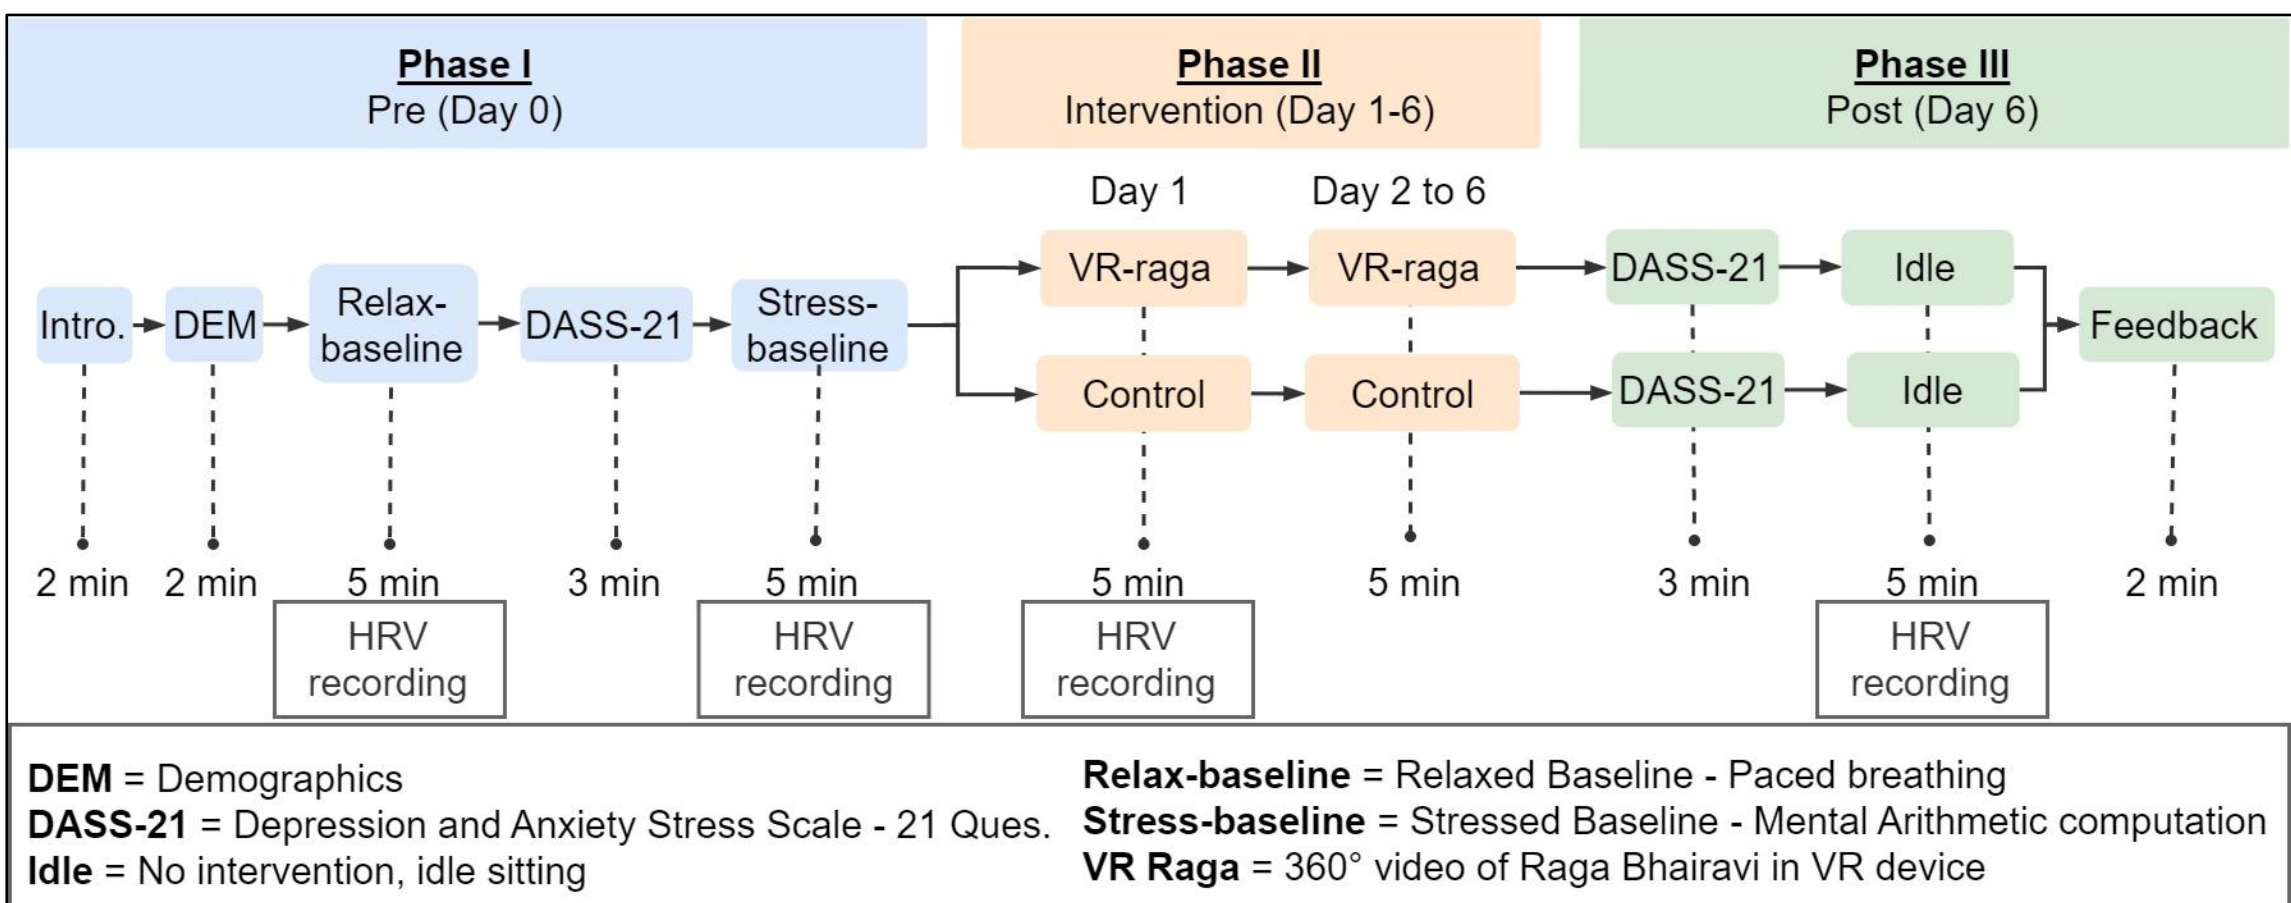 Phase I
Pre (Day 0)
Phase II
Intervention (Day 1-6)
Phase III
Post (Day 6)
Day 1
Day 2 to 6
Intro.
DEM
Relax-
baseline
DASS-21
Stress-
baseline
VR-raga
VR-raga
DASS-21
Idle
Control
Control
DASS-21
Idle
Feedback
2 min
2 min
5 min
3 min
5 min
5 min
5 min
3 min
5 min
2 min
HRV
recording
HRV
recording
HRV
recording
HRV
recording
DEM = Demographics
DASS-21 = Depression and Anxiety Stress Scale - 21 Ques.
Idle = No intervention, idle sitting
Relax-baseline = Relaxed Baseline - Paced breathing
Stress-baseline = Stressed Baseline - Mental Arithmetic computation
VR Raga = 360° video of Raga Bhairavi in VR device